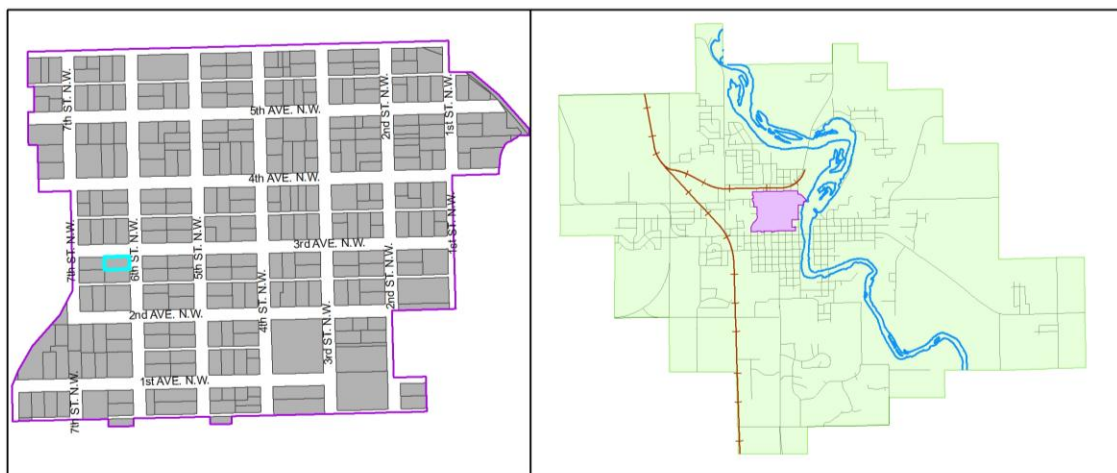 7th ST. N.W.
5th AVE. N.W.
2nd ST. N.W.
1st ST. N.W.
4th AVE. N.W.
7th ST. N.W.
6th ST. N.W.
5th ST. N.W.
3rd AVE. N.W.
1st ST. N.W.
2nd ST. N.W.
4th ST. N.W.
2nd AVE. N.W.
3rd ST. N.W.
1st AVE. N.W.
7th ST. N.W.